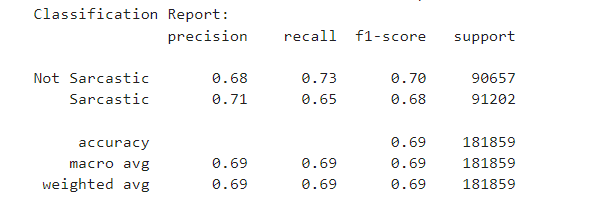 Classification Report:
precision recall f1-score support
Not Sarcastic 0.68 0.73 0.70 90657
Sarcastic 0.71 0.65 0.68 91202
accuracy 0.69 181859
macro avg 0.69 0.69 0.69 181859
weighted avg 0.69 0.69 0.69 181859